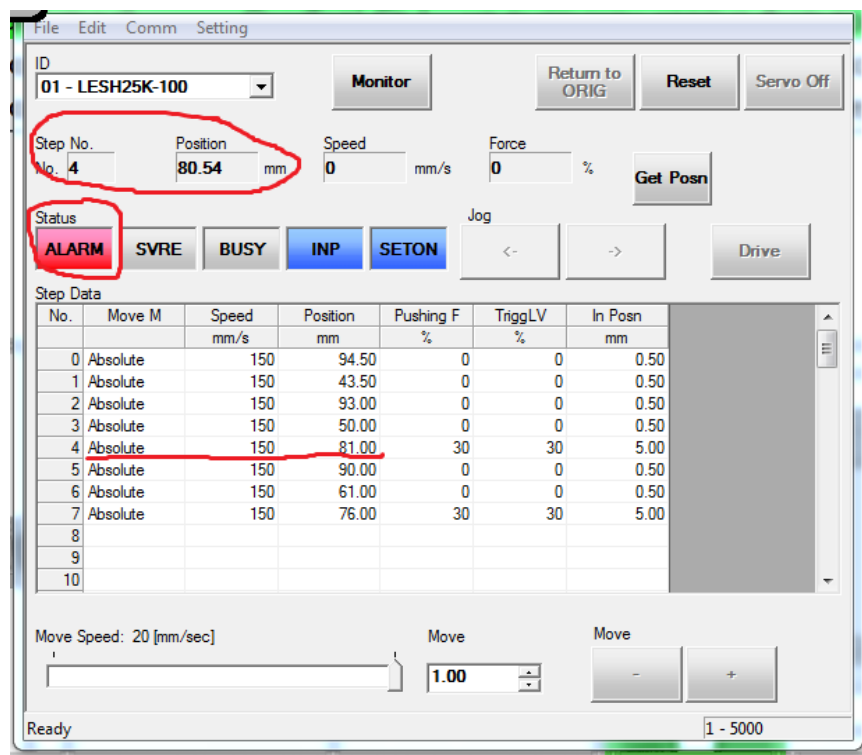 File Edit Comm Setting
ID
01 - LESH25K-100
Monitor
Return to
ORIG
Reset
Servo Off
Step No. Position Speed Force
No. 4 80.54 mm 0 mm/s 0 %
Get Posn
Status Jog
ALARM SVRE BUSY INP SETON <- -> Drive
Step Data
No. Move M Speed Position Pushing F TriggLV In Posn
mm/s mm % % mm
0 Absolute 150 94.50 0 0 0.50
1 Absolute 150 43.50 0 0 0.50
2 Absolute 150 93.00 0 0 0.50
3 Absolute 150 50.00 0 0 0.50
4 Absolute 150 81.00 30 30 5.00
5 Absolute 150 90.00 0 0 0.50
6 Absolute 150 61.00 0 0 0.50
7 Absolute 150 76.00 30 30 5.00
8
9
10
Move Speed: 20 [mm/sec] Move Move
1.00 - +
Ready 1 - 5000